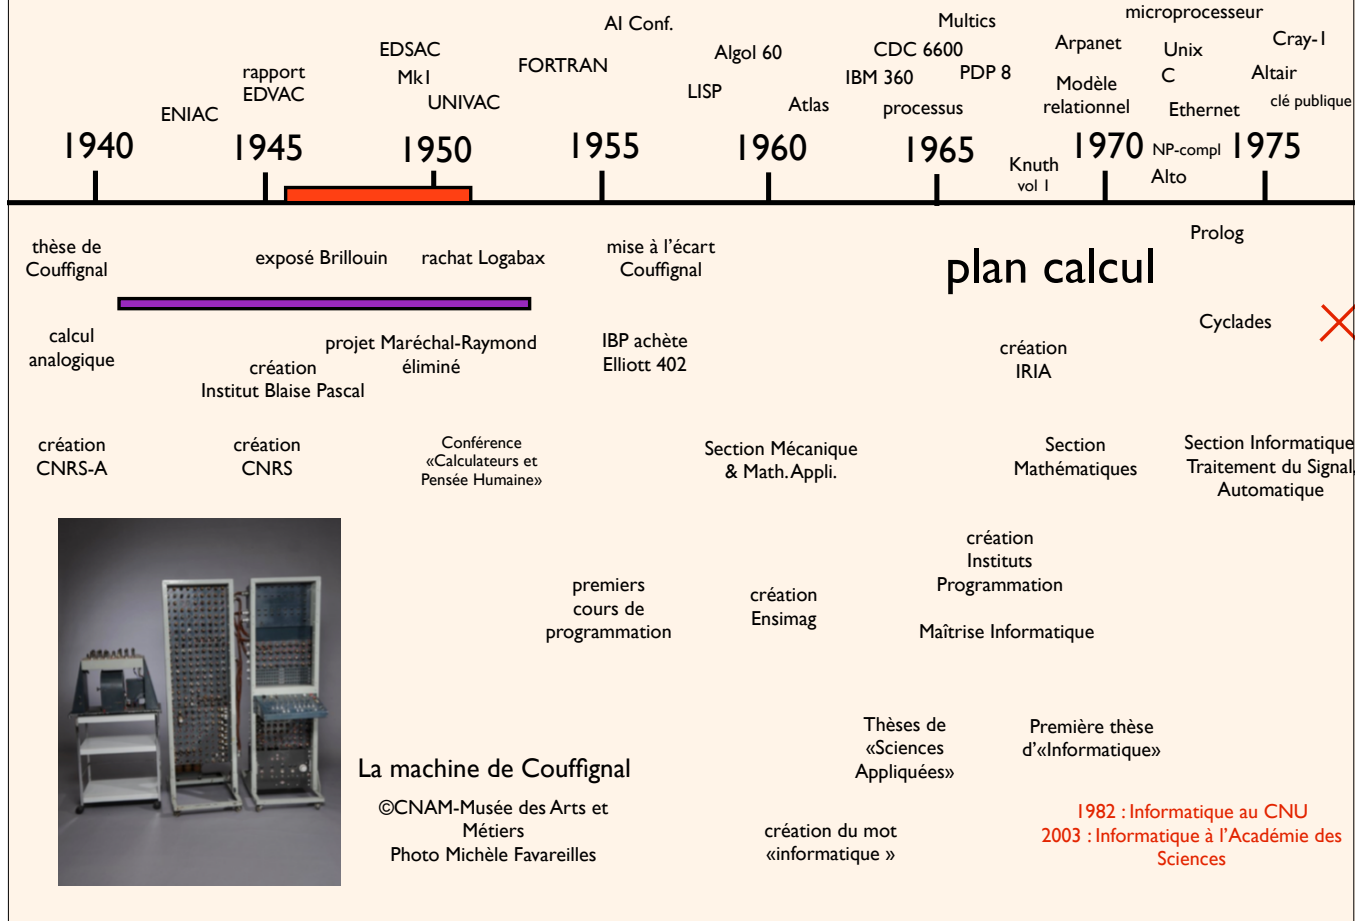 microprocesseur
AI Conf.
Multics
EDSAC
Algol 60
CDC 6600
Arpanet
Unix
Cray-1
rapport
EDVAC
Mk1
FORTRAN
IBM 360
PDP 8
Modèle
relationnel
C
Altair
ENIAC
UNIVAC
LISP
Atlas
processus
Ethernet
clé publique
1940
1945
1950
1955
1960
1965
1970
1975
Knuth
vol 1
NP-compl
Alto
thèse de
Couffignal
exposé Brillouin
rachat Logabax
mise à l’écart
Couffignal
plan calcul
Prolog
calcul
analogique
création
Institut Blaise Pascal
projet Maréchal-Raymond
éliminé
IBP achète
Elliott 402
création
IRIA
Cyclades
création
CNRS-A
création
CNRS
Conférence
«Calculateurs et
Pensée Humaine»
Section Mécanique
& Math. Appli.
Section
Mathématiques
Section Informatique
Traitement du Signal,
Automatique
premiers
cours de
programmation
création
Ensimag
création
Instituts
Programmation
Maîtrise Informatique
Thèses de
«Sciences
Appliquées»
Première thèse
d’«Informatique»
La machine de Couffignal
©CNAM-Musée des Arts et
Métiers
Photo Michèle Favareilles
création du mot
«informatique »
1982 : Informatique au CNU
2003 : Informatique à l’Académie des
Sciences